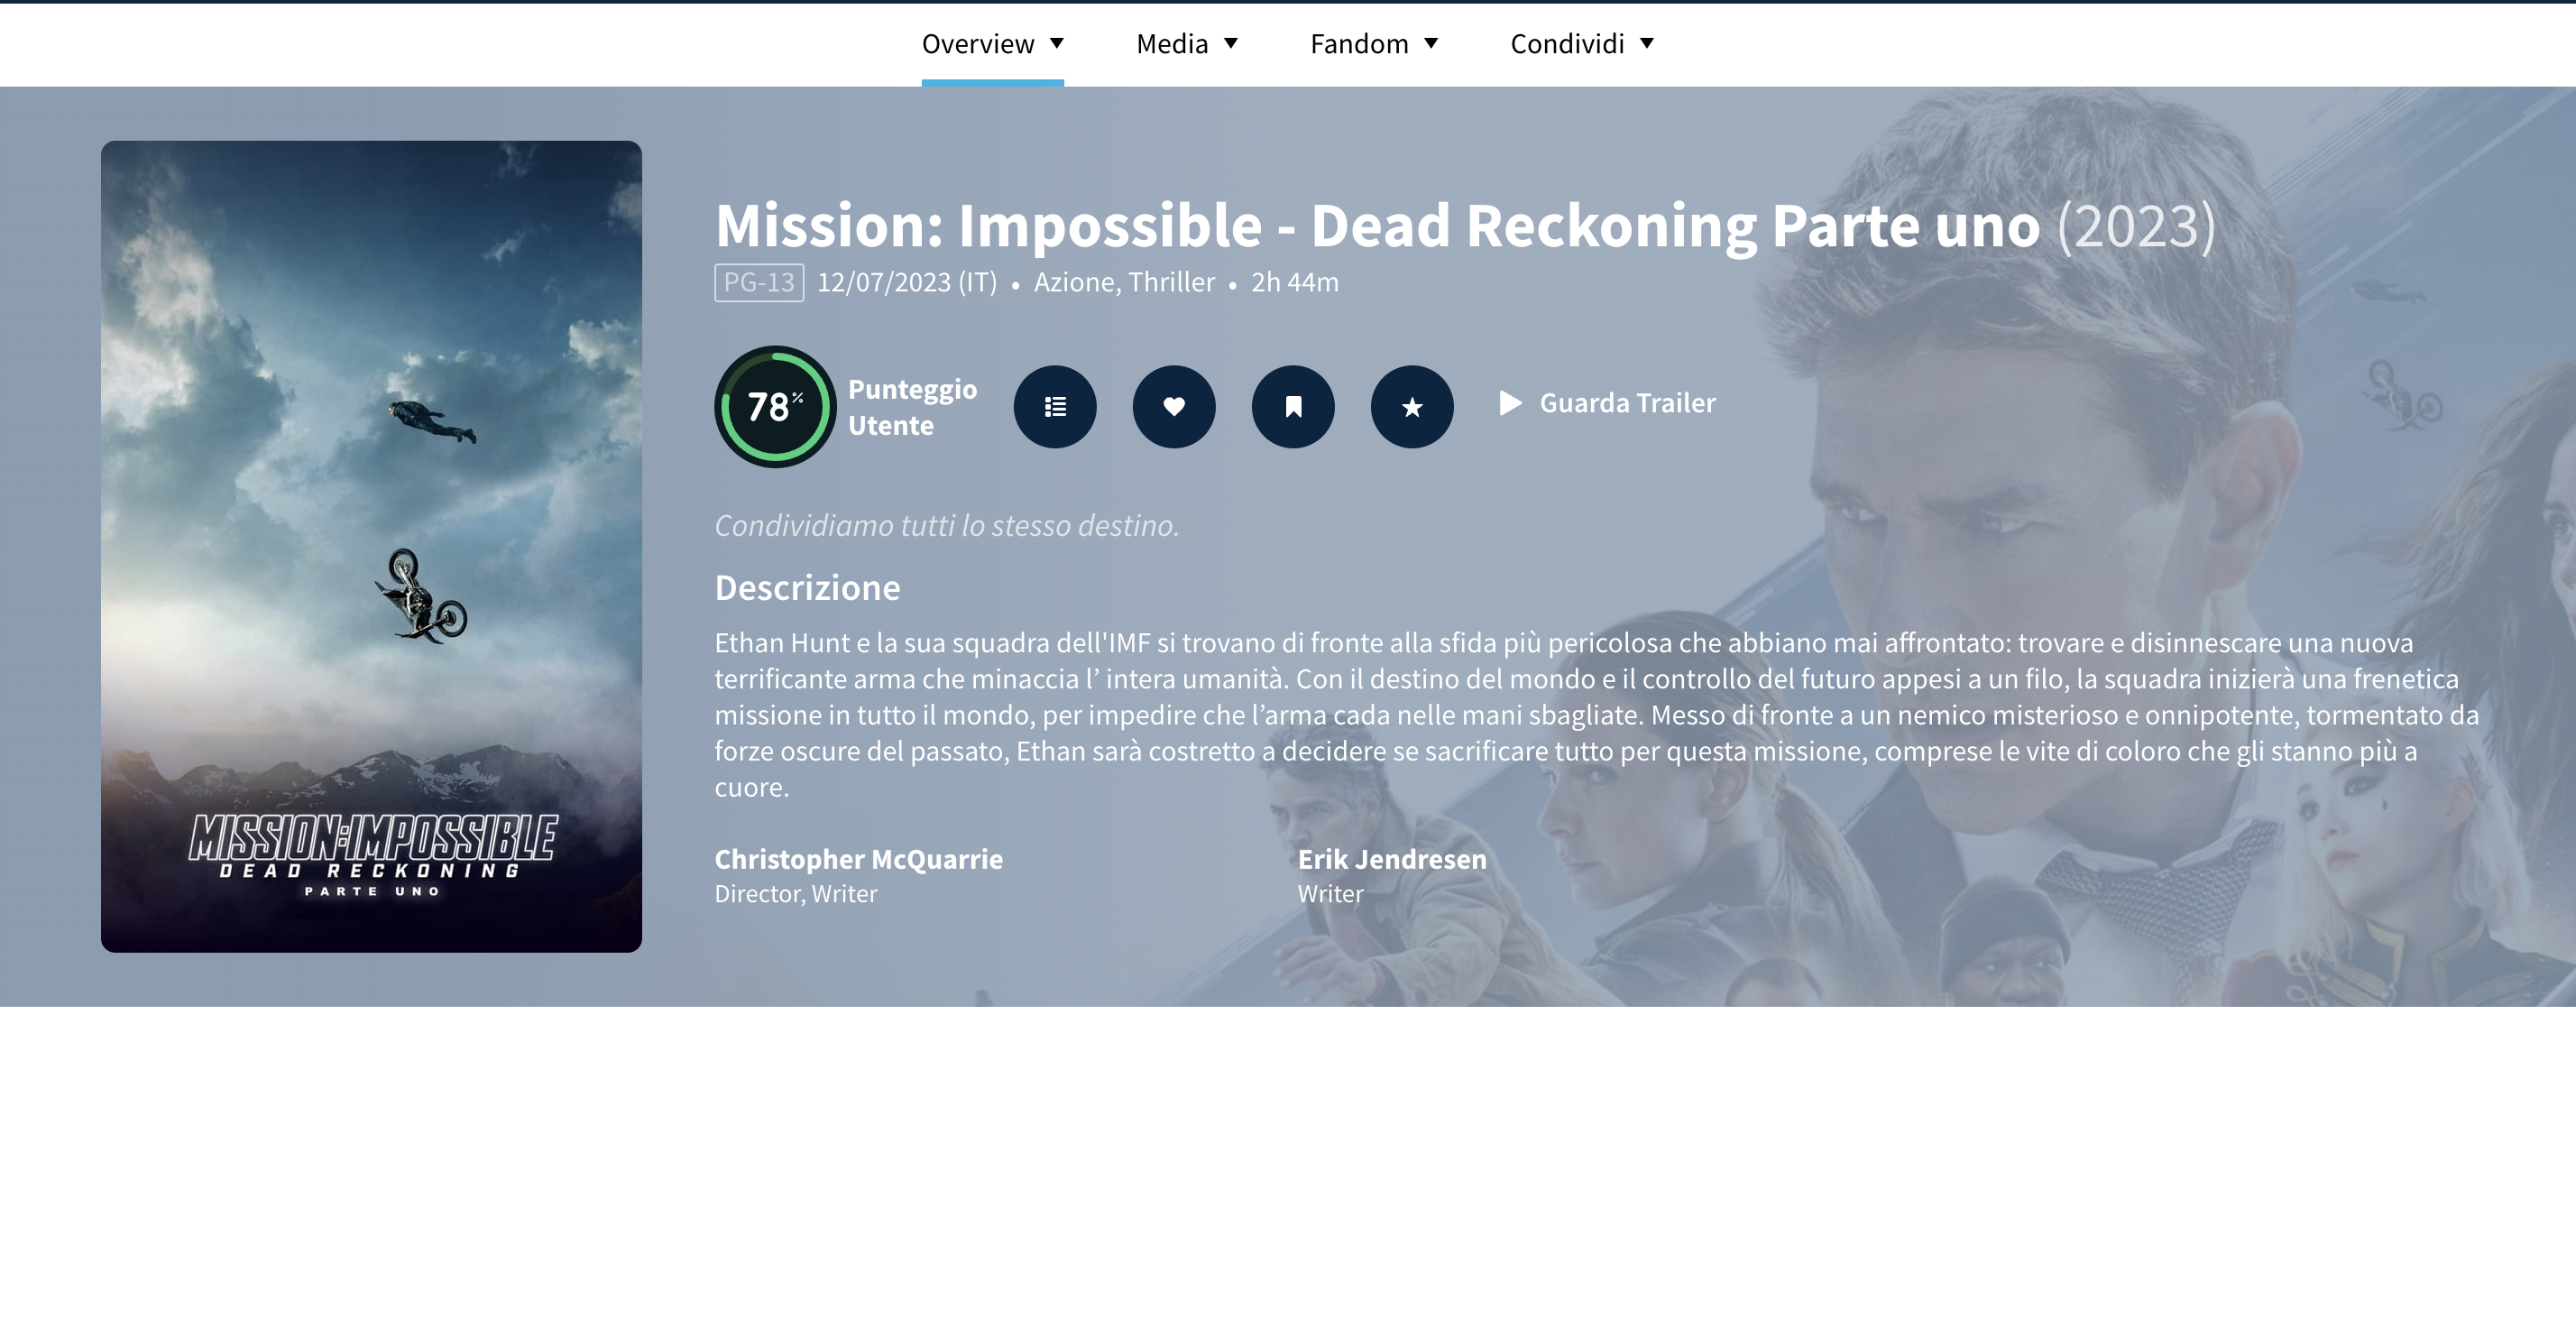 Overview
Media
Fandom
Condividi
Mission: Impossible - Dead Reckoning Parte uno (2023)
PG-13 12/07/2023 (IT) • Azione, Thriller • 2h 44m
78%
Punteggio
Utente
Guarda Trailer
Condividiamo tutti lo stesso destino.
Descrizione
Ethan Hunt e la sua squadra dell'IMF si trovano di fronte alla sfida più pericolosa che abbiano mai affrontato: trovare e disinnescare una nuova
terrificante arma che minaccia l’ intera umanità. Con il destino del mondo e il controllo del futuro appesi a un filo, la squadra inizierà una frenetica
missione in tutto il mondo, per impedire che l’arma cada nelle mani sbagliate. Messo di fronte a un nemico misterioso e onnipotente, tormentato da
forze oscure del passato, Ethan sarà costretto a decidere se sacrificare tutto per questa missione, comprese le vite di coloro che gli stanno più a
cuore.
Christopher McQuarrie
Director, Writer
Erik Jendresen
Writer
MISSION:IMPOSSIBLE
DEAD RECKONING
PARTE UNO